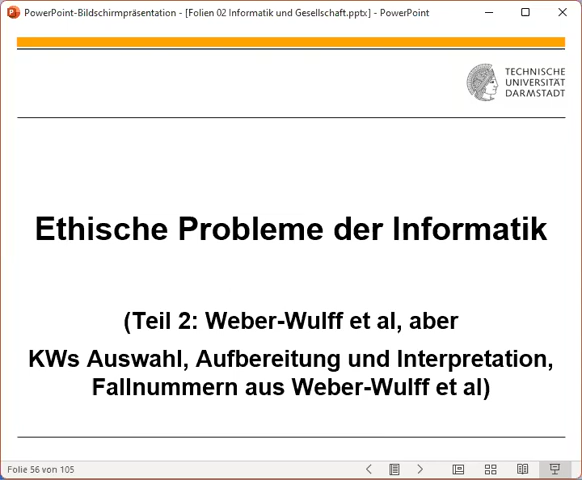 PowerPoint-Bildschirmpräsentation - [Folien 02 Informatik und Gesellschaft.pptx] - PowerPoint
TECHNISCHE
UNIVERSITÄT
DARMSTADT
Ethische Probleme der Informatik
(Teil 2: Weber-Wulff et al, aber
KWs Auswahl, Aufbereitung und Interpretation,
Fallnummern aus Weber-Wulff et al)
Folie 56 von 105